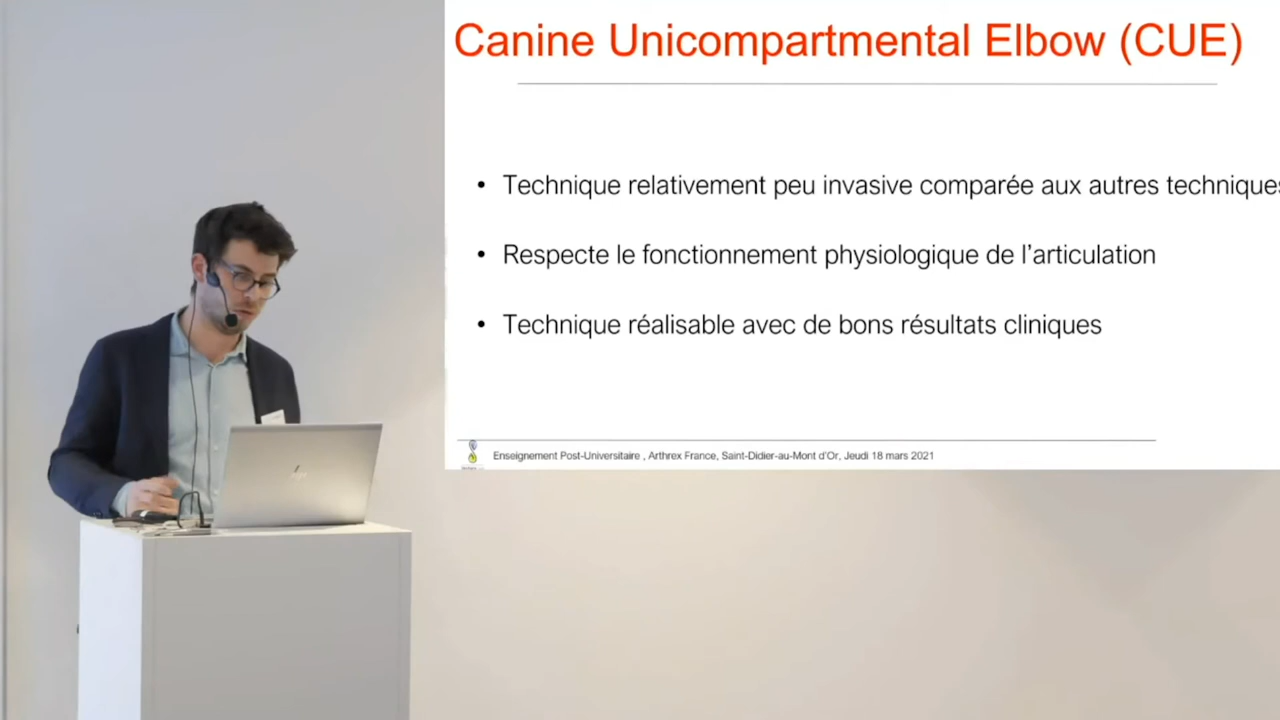 Canine Unicompartmental Elbow (CUE)
• Technique relativement peu invasive comparée aux autres techniques
• Respecte le fonctionnement physiologique de l'articulation
• Technique réalisable avec de bons résultats cliniques
Enseignement Post-Universitaire , Arthrex France, Saint-Didier-au-Mont d'Or, Jeudi 18 mars 2021